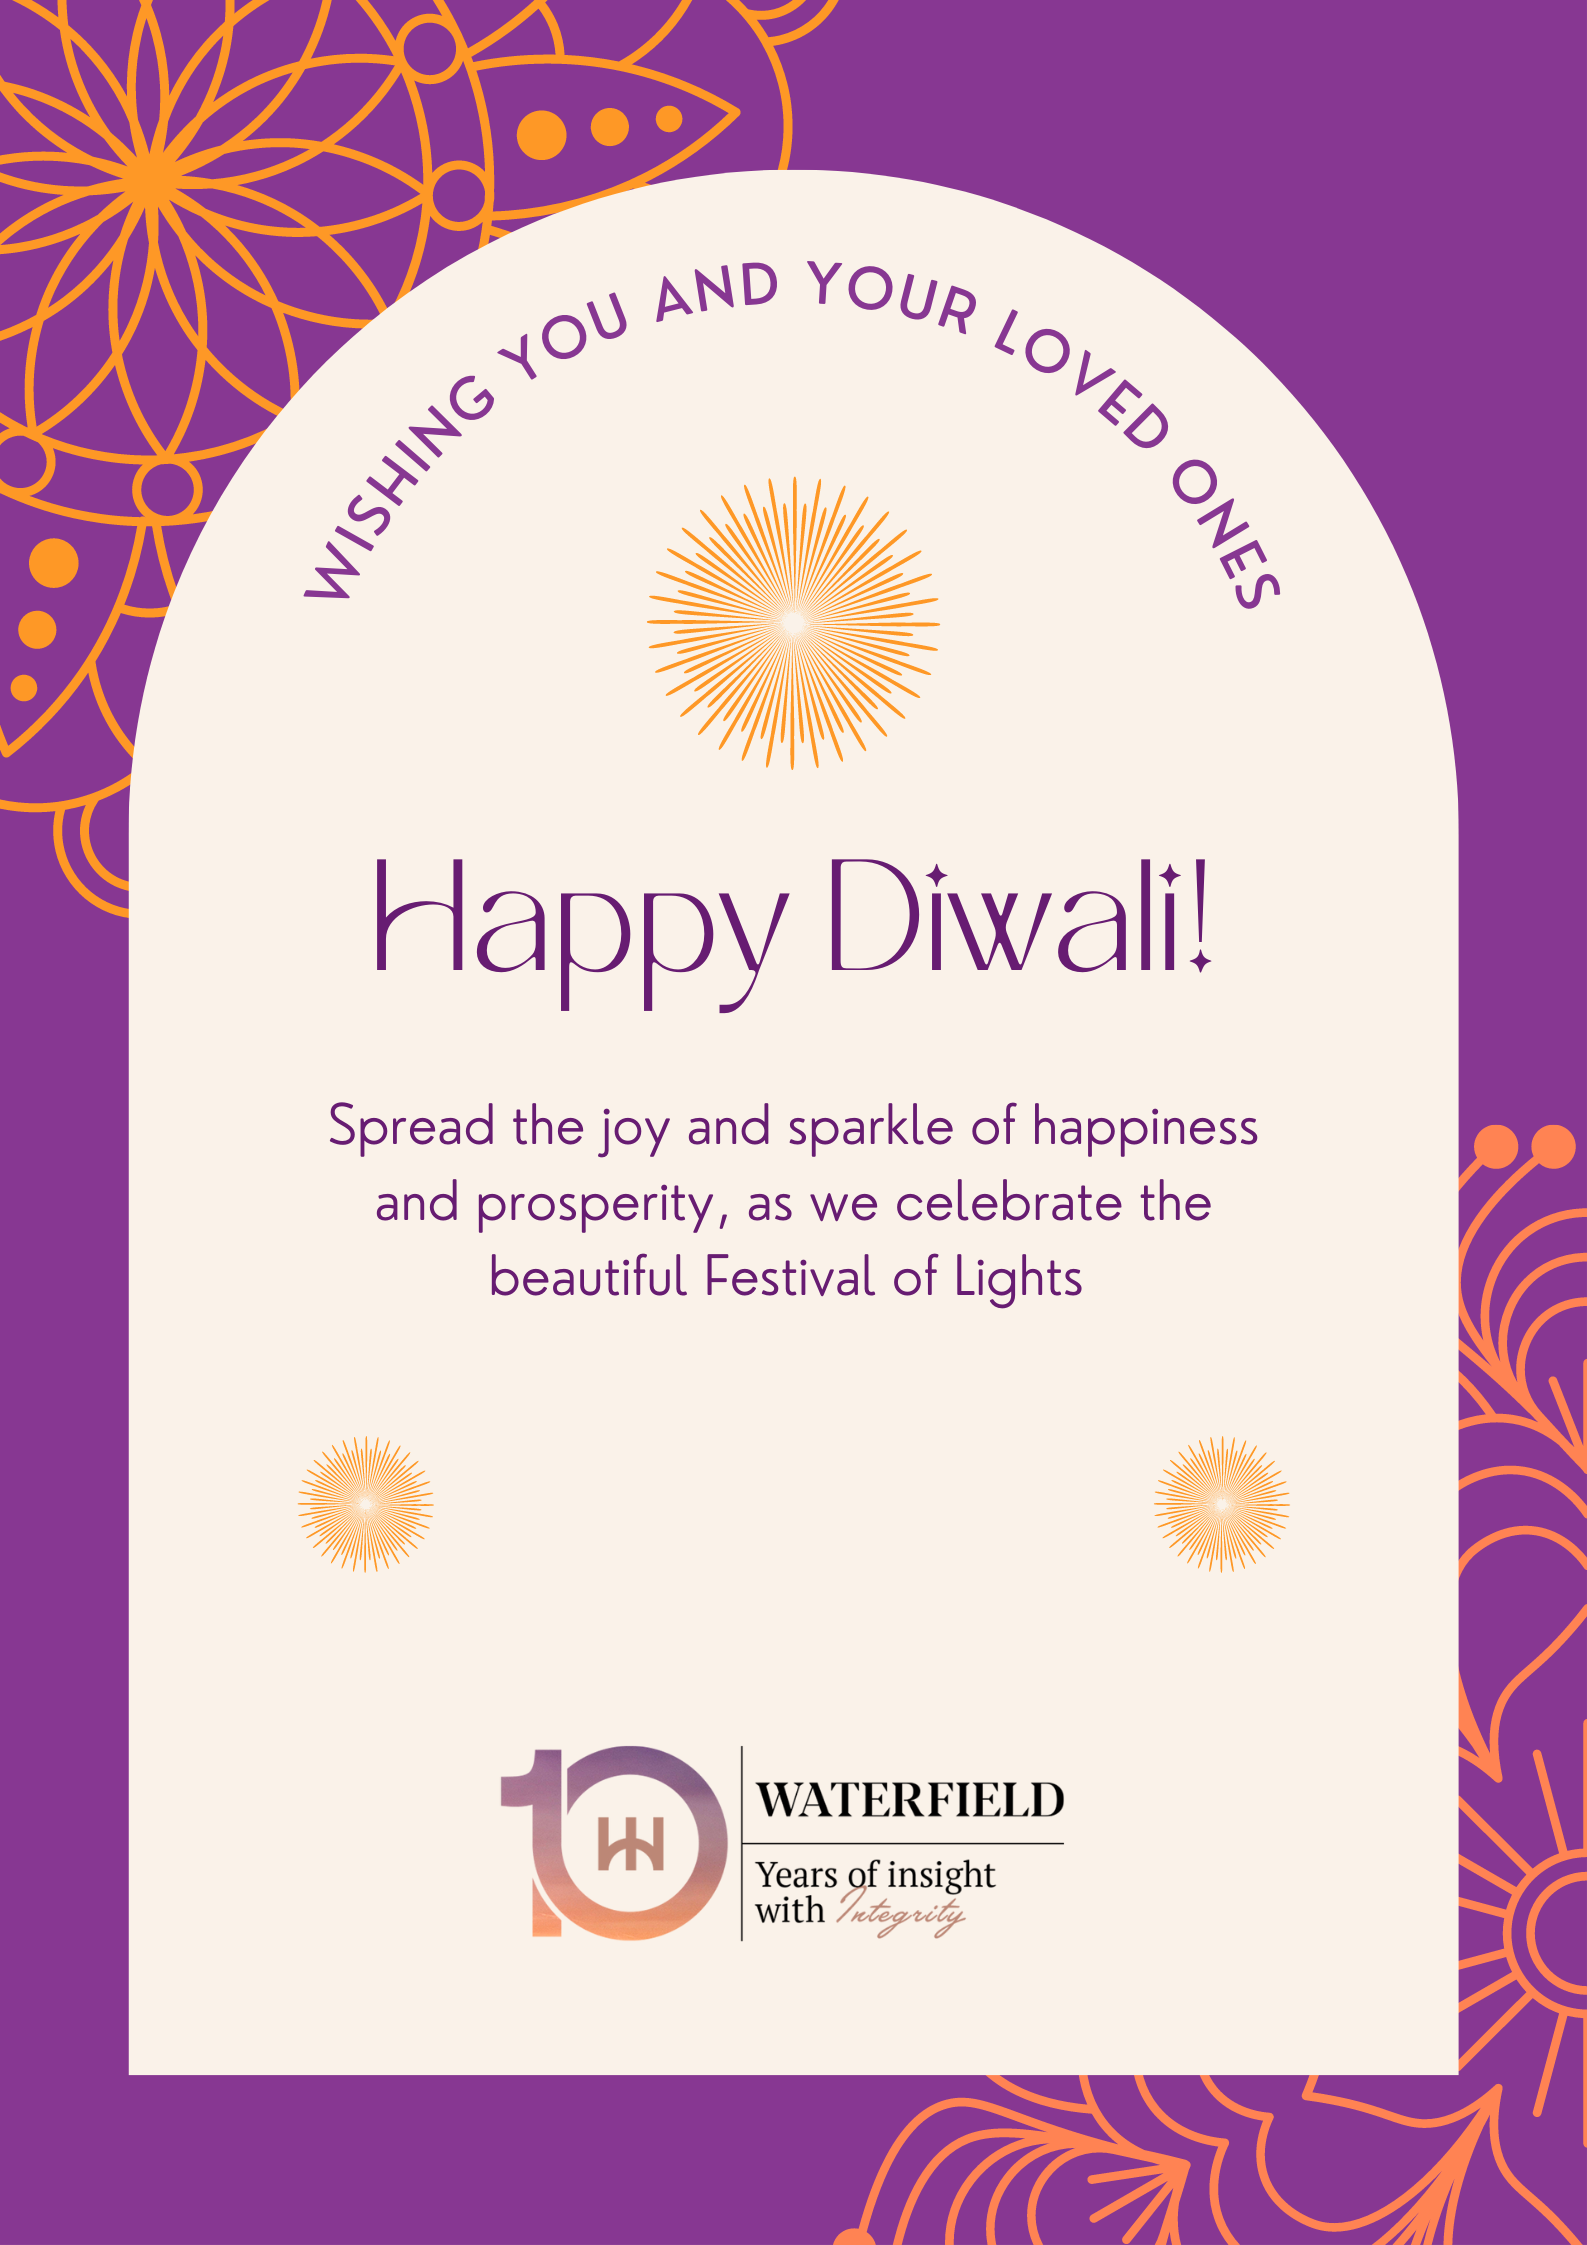 WISHING YOU AND YOUR LOVED ONES
Happy Diwali!
Spread the joy and sparkle of happiness
and prosperity, as we celebrate the
beautiful Festival of Lights
10
WATERFIELD
Years of insight
with Integrity